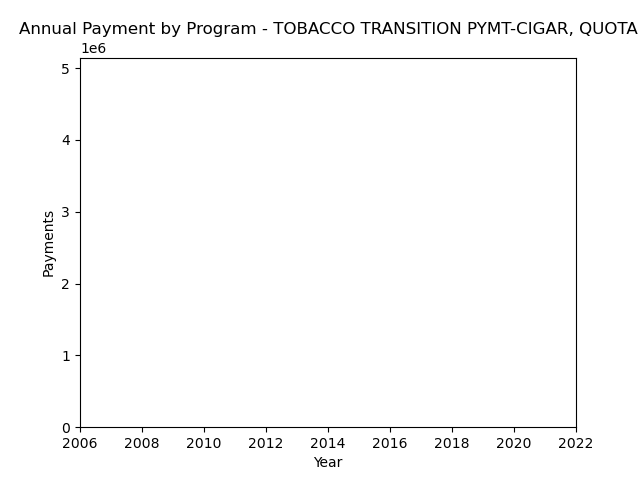 Annual Payment by Program - TOBACCO TRANSITION PYMT-CIGAR, QUOTA
1e6
5
4
3
2
1
0
Payments
2006 2008 2010 2012 2014 2016 2018 2020 2022
Year